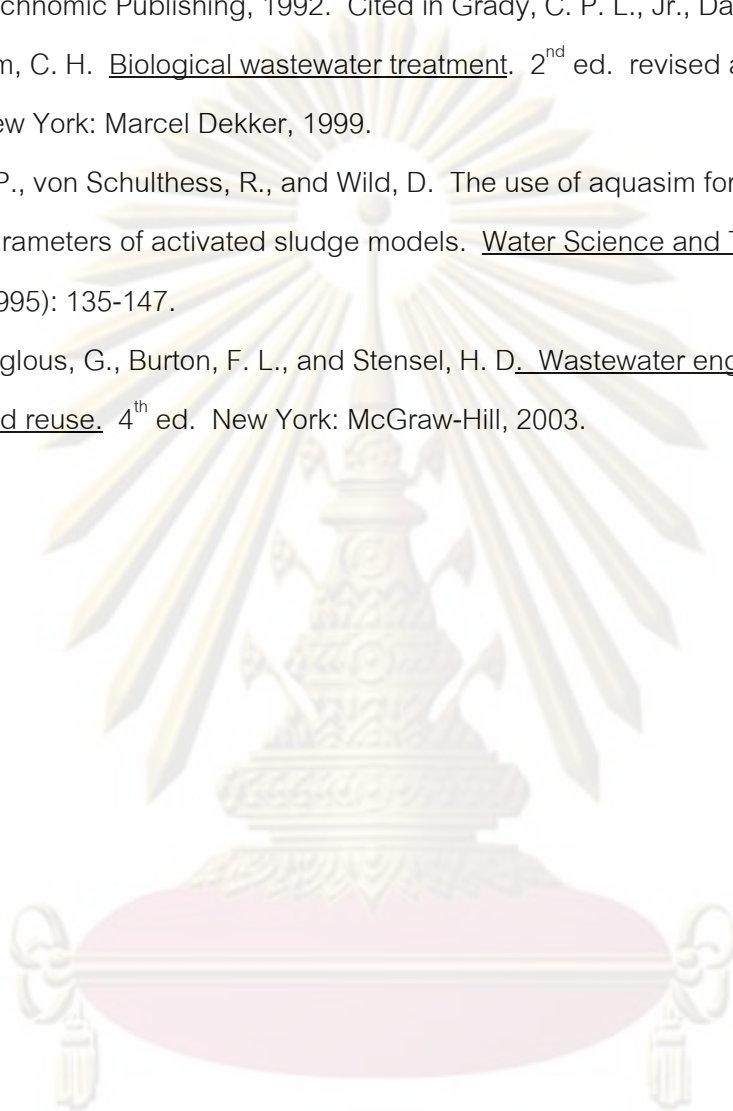 chnomic Publishing, 1992. Cited in Grady, C. P. L., Jr., Da
m, C. H. Biological wastewater treatment. 2nd ed. revised a
ew York: Marcel Dekker, 1999.
P., von Schulthess, R., and Wild, D. The use of aquasim for
rameters of activated sludge models. Water Science and T
995): 135-147.
glous, G., Burton, F. L., and Stensel, H. D. Wastewater eng
d reuse. 4th ed. New York: McGraw-Hill, 2003.